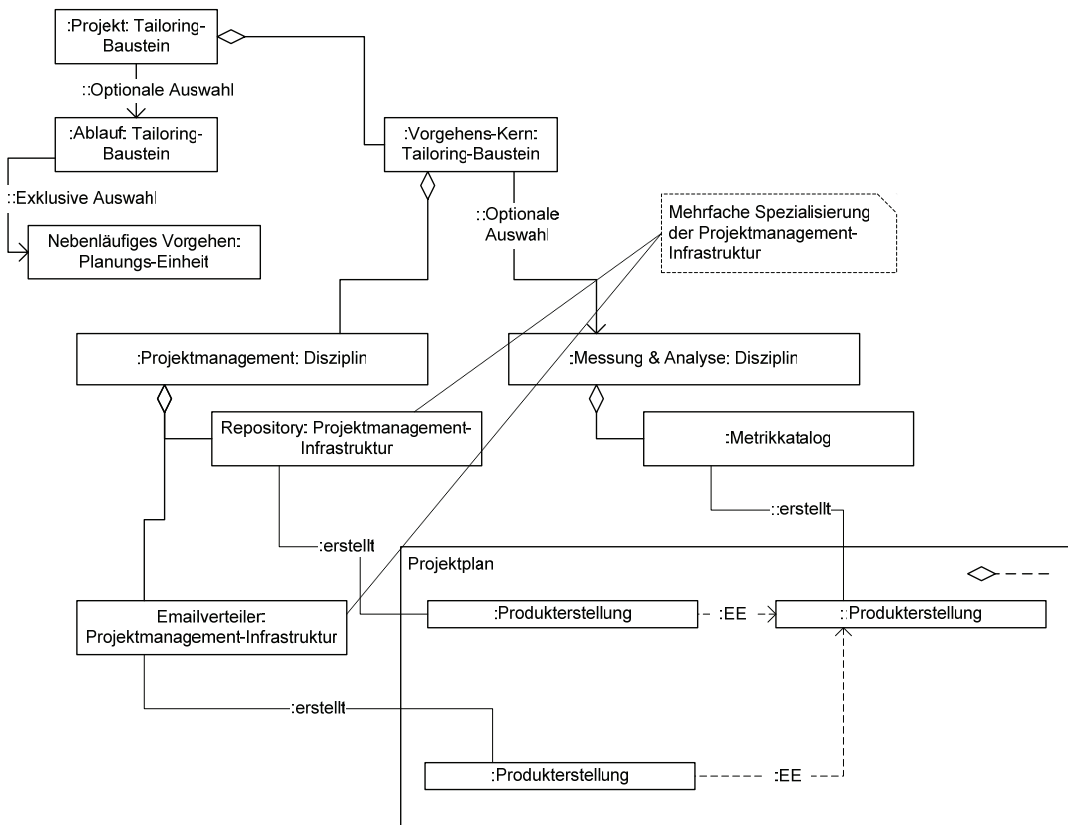 :Projekt: Tailoring-
Baustein
::Optionale Auswahl
:Ablauf: Tailoring-
Baustein
:Vorgehens-Kern:
Tailoring-Baustein
::Exklusive Auswahl
::Optionale
Auswahl
Mehrfache Spezialisierung
der Projektmanagement-
Infrastruktur
Nebenläufiges Vorgehen:
Planungs-Einheit
:Projektmanagement: Disziplin
:Messung & Analyse: Disziplin
Repository: Projektmanagement-
Infrastruktur
:Metrikkatalog
::erstellt
:erstellt
Projektplan
Emailverteiler:
Projektmanagement-Infrastruktur
:Produkterstellung
:EE
::Produkterstellung
:erstellt
:Produkterstellung
:EE